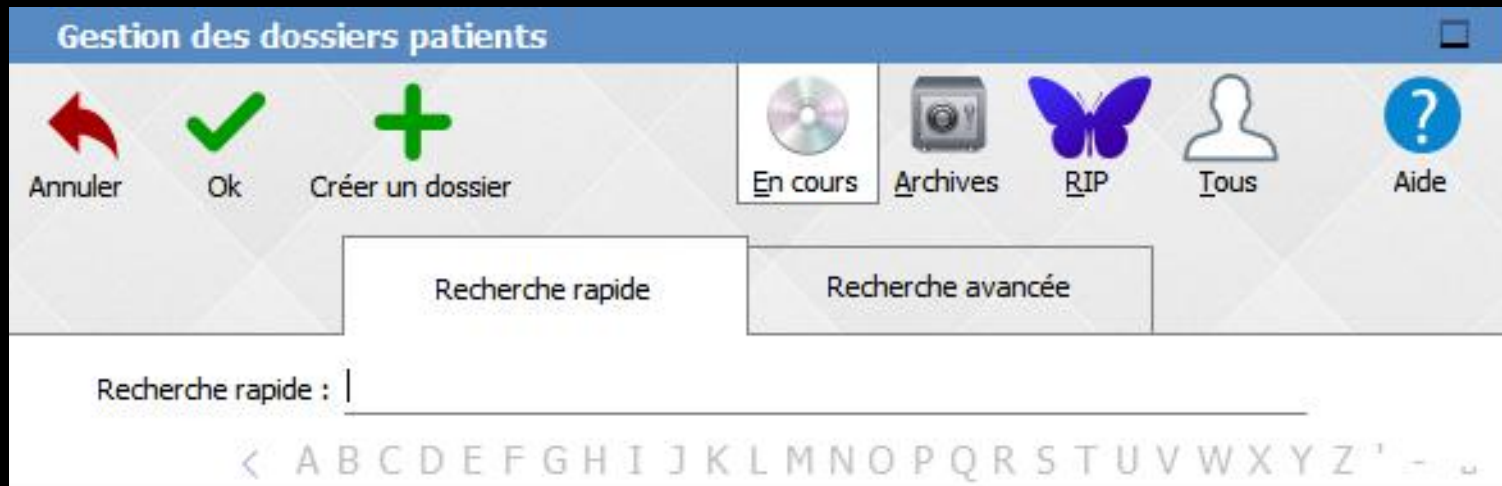 Gestion des dossiers patients
Annuler Ok Créer un dossier En cours Archives RIP Tous Aide
Recherche rapide Recherche avancée
Recherche rapide :
< A B C D E F G H I J K L M N O P Q R S T U V W X Y Z ' - ␣